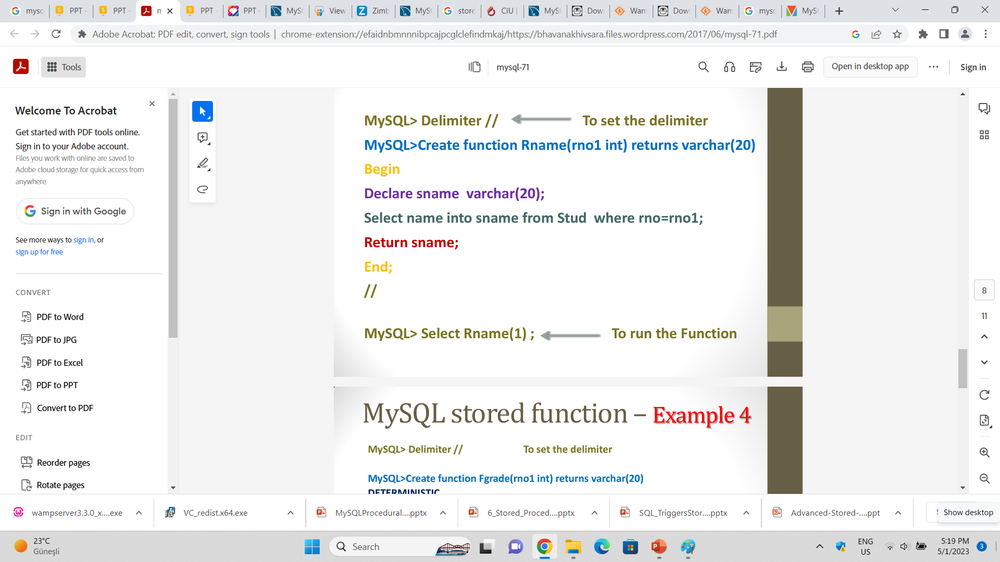 mysq
PPT -
PPT -
m
PPT -
PPT -
MyS
View
Zimb
MyS
store
CIU |
MyS
Dow
Wam
Dow
Wam
mysc
MyS
Adobe Acrobat: PDF edit, convert, sign tools | chrome-extension://efaidnbmnnnibpcajpcglclefindmkaj/https://bhavanakhivsara.files.wordpress.com/2017/06/mysql-71.pdf
Tools
mysql-71
Open in desktop app
Sign in
Welcome To Acrobat
Get started with PDF tools online.
Sign in to your Adobe account.
Files you work with online are saved to
Adobe cloud storage for quick access from
anywhere.
Sign in with Google
See more ways to sign in, or
sign up for free
CONVERT
PDF to Word
PDF to JPG
PDF to Excel
PDF to PPT
Convert to PDF
EDIT
Reorder pages
Rotate pages
MySQL> Delimiter // To set the delimiter
MySQL>Create function Rname(rno1 int) returns varchar(20)
Begin
Declare sname varchar(20);
Select name into sname from Stud where rno=rno1;
Return sname;
End;
//
MySQL> Select Rname(1) ; To run the Function
MySQL stored function – Example 4
MySQL> Delimiter // To set the delimiter
MySQL>Create function Fgrade(rno1 int) returns varchar(20)
DETERMINISTIC
8
11
wampserver3.3.0_x....exe
VC_redist.x64.exe
MySQLProcedural....pptx
6_Stored_Proced....pptx
SQL_TriggersStor....pptx
Advanced-Stored-....ppt
Show desktop
23°C
Güneşli
Search
ENG
US
5:19 PM
5/1/2023
3